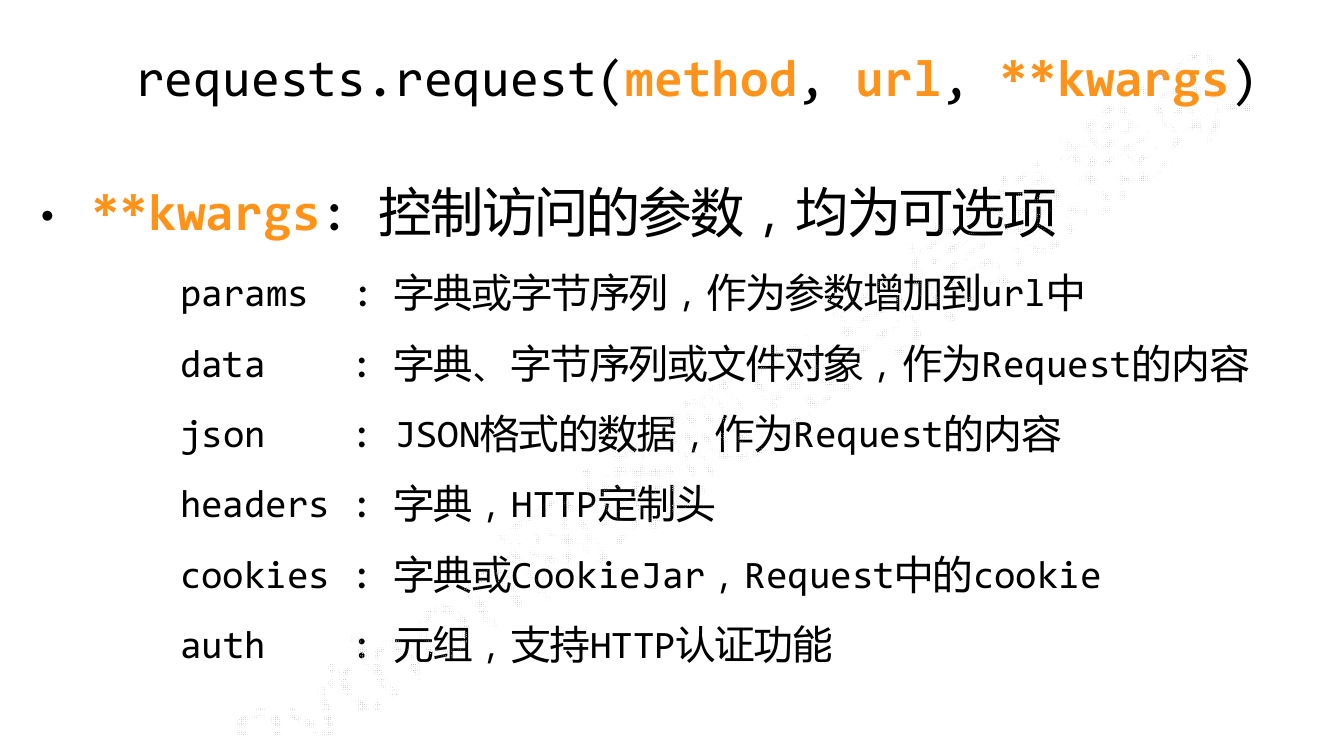 requests.request(method, url, **kwargs)
• **kwargs: 控制访问的参数，均为可选项
params : 字典或字节序列，作为参数增加到url中
data : 字典、字节序列或文件对象，作为Request的内容
json : JSON格式的数据，作为Request的内容
headers : 字典，HTTP定制头
cookies : 字典或CookieJar，Request中的cookie
auth : 元组，支持HTTP认证功能